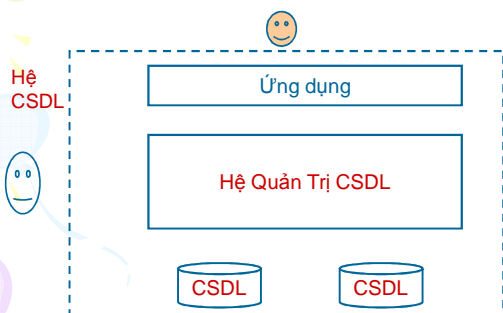 Hệ
CSDL
Ứng dụng
Hệ Quản Trị CSDL
CSDL
CSDL